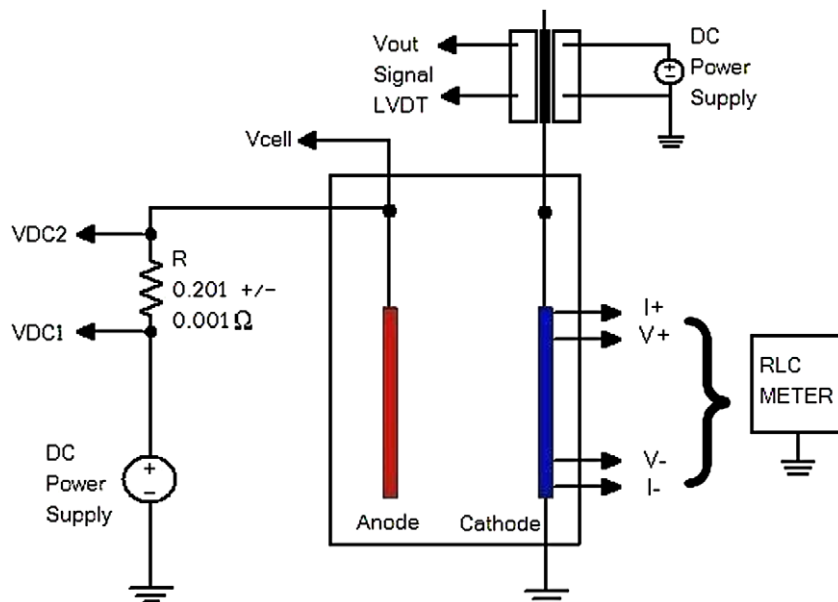 Vout
Signal
LVDT
DC
Power
Supply
Vcell
VDC2
R
0.201 +/-
0.001Ω
VDC1
I+
V+
RLC
METER
DC
Power
Supply
V-
I-
Anode
Cathode